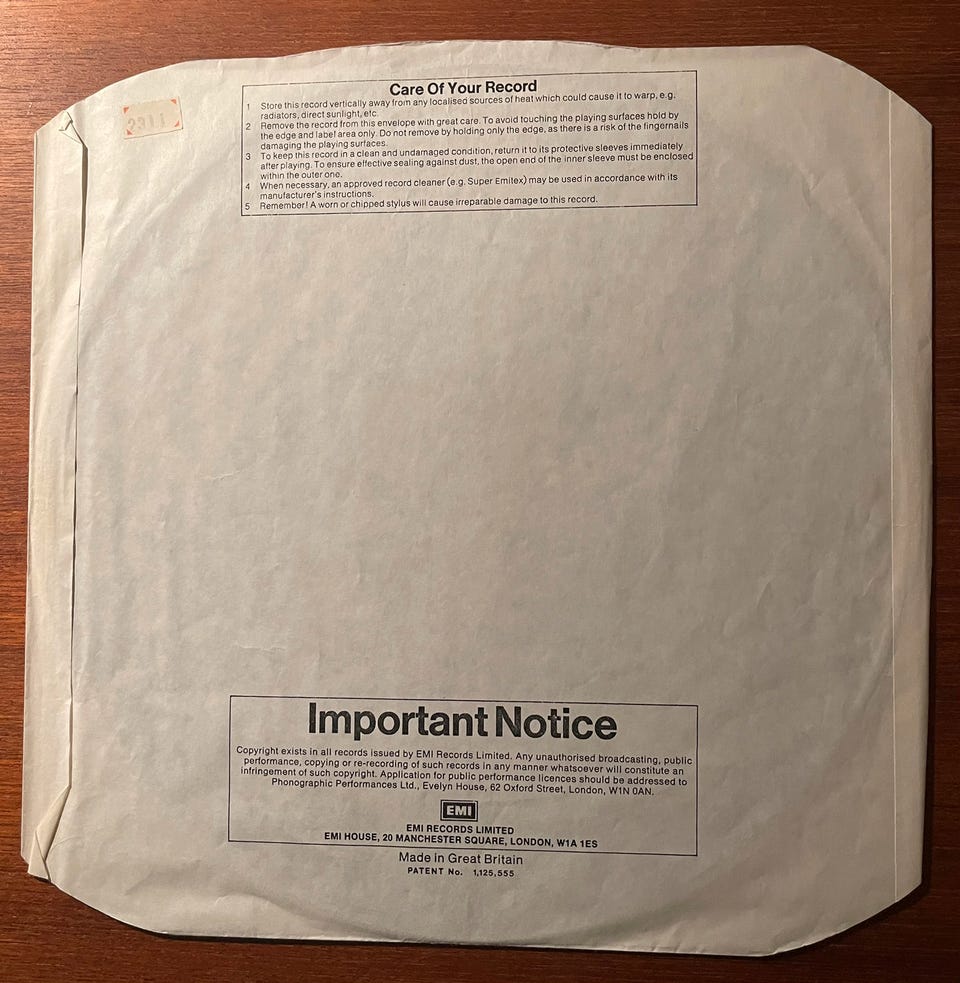 2311
Care Of Your Record
1 Store this record vertically away from any localised sources of heat which could cause it to warp, e.g.
radiators, direct sunlight, etc.
2 Remove the record from this envelope with great care. To avoid touching the playing surfaces hold by
the edge and label area only. Do not remove by holding only the edge, as there is a risk of the fingernails
damaging the playing surfaces.
3 To keep this record in a clean and undamaged condition, return it to its protective sleeves immediately
after playing. To ensure effective sealing against dust, the open end of the inner sleeve must be enclosed
within the outer one.
4 When necessary, an approved record cleaner (e.g. Super Emitex) may be used in accordance with its
manufacturer's instructions.
5 Remember! A worn or chipped stylus will cause irreparable damage to this record.
Important Notice
Copyright exists in all records issued by EMI Records Limited. Any unauthorised broadcasting, public
performance, copying or re-recording of such records in any manner whatsoever will constitute an
infringement of such copyright. Application for public performance licences should be addressed to
Phonographic Performances Ltd., Evelyn House, 62 Oxford Street, London, W1N 0AN.
EMI
EMI RECORDS LIMITED
EMI HOUSE, 20 MANCHESTER SQUARE, LONDON, W1A 1ES
Made in Great Britain
PATENT No. 1,125,555